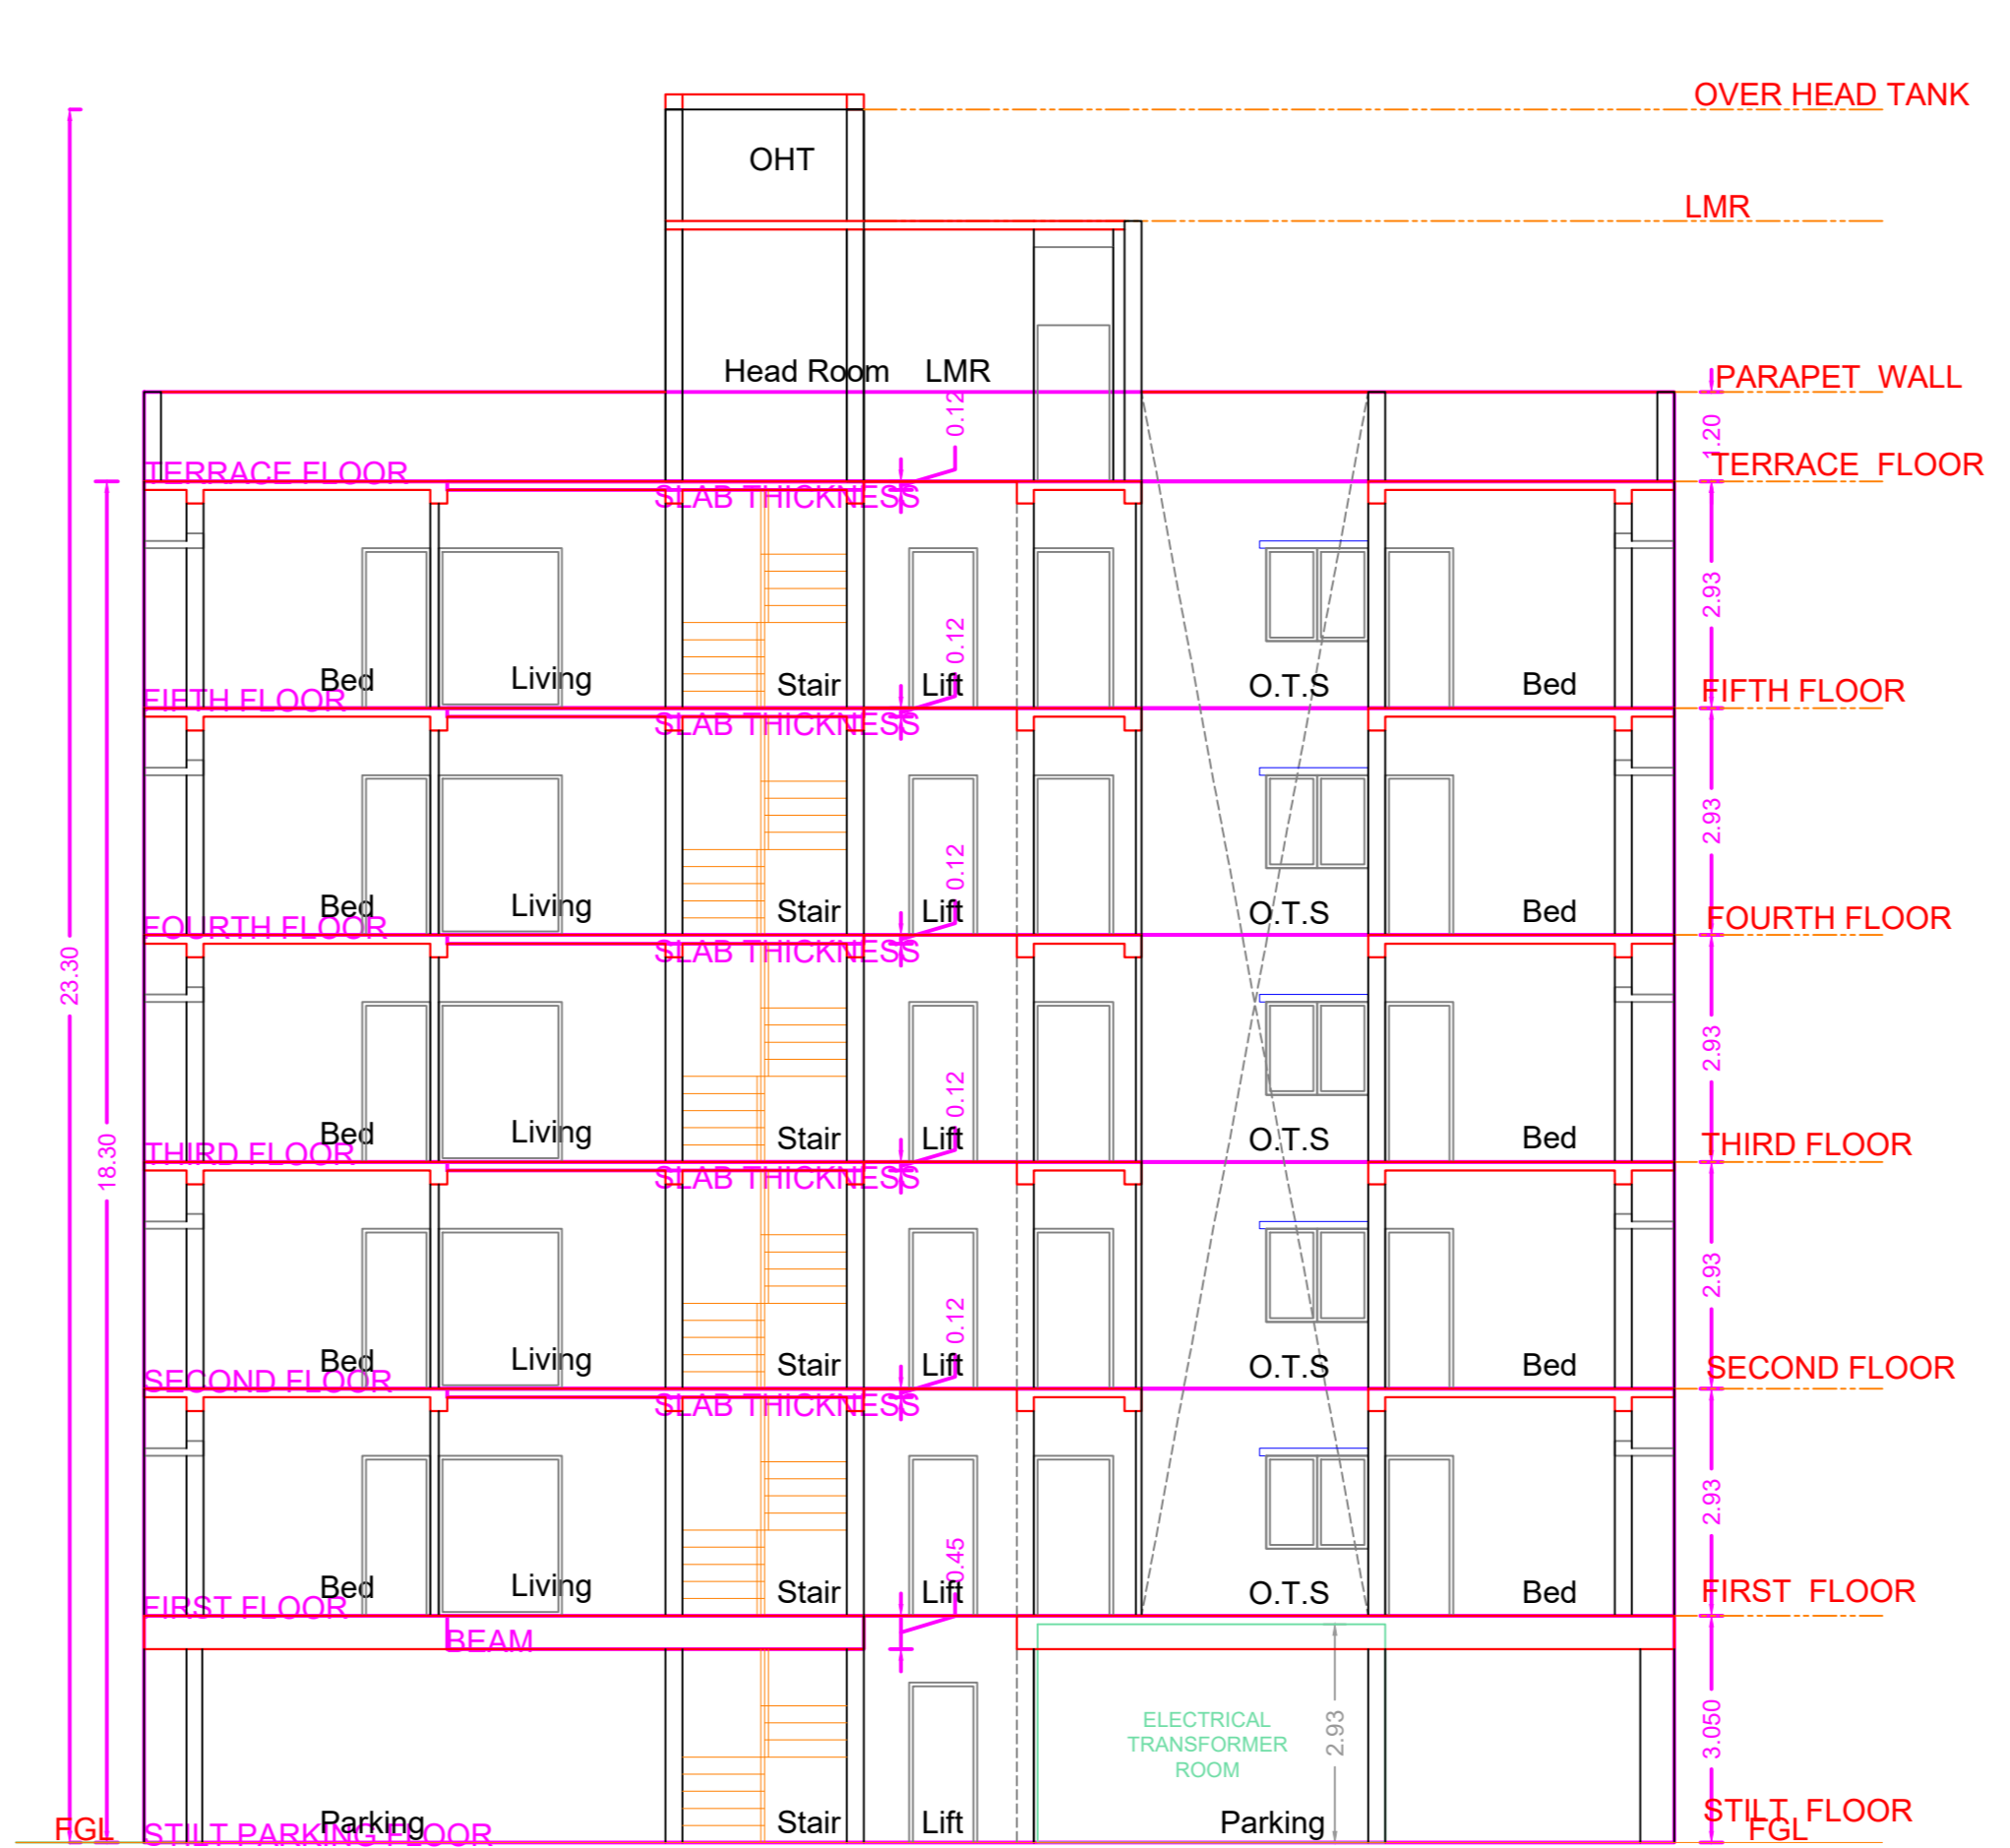 OVER HEAD TANK
OHT
LMR
Head Room
LMR
PARAPET  WALL
0.12
1.20
TERRACE FLOOR
TERRACE  FLOOR
SLAB THICKNESS
2.93
0.12
Bed
Living
Stair
Lift
O.T.S
Bed
FIFTH FLOOR
FIFTH FLOOR
SLAB THICKNESS
2.93
0.12
Bed
Living
Stair
Lift
O.T.S
Bed
FOURTH FLOOR
FOURTH FLOOR
SLAB THICKNESS
23.30
2.93
0.12
Bed
Living
Stair
Lift
O.T.S
Bed
THIRD FLOOR
THIRD FLOOR
18.30
SLAB THICKNESS
2.93
0.12
Bed
Living
Stair
Lift
O.T.S
Bed
SECOND FLOOR
SECOND FLOOR
SLAB THICKNESS
2.93
0.45
Bed
Living
Stair
Lift
O.T.S
Bed
FIRST FLOOR
FIRST  FLOOR
BEAM
ELECTRICAL
TRANSFORMER
ROOM
2.93
3.050
Parking
Stair
Lift
Parking
STILT  FLOOR
FGL
STILT PARKING FLOOR
FGL